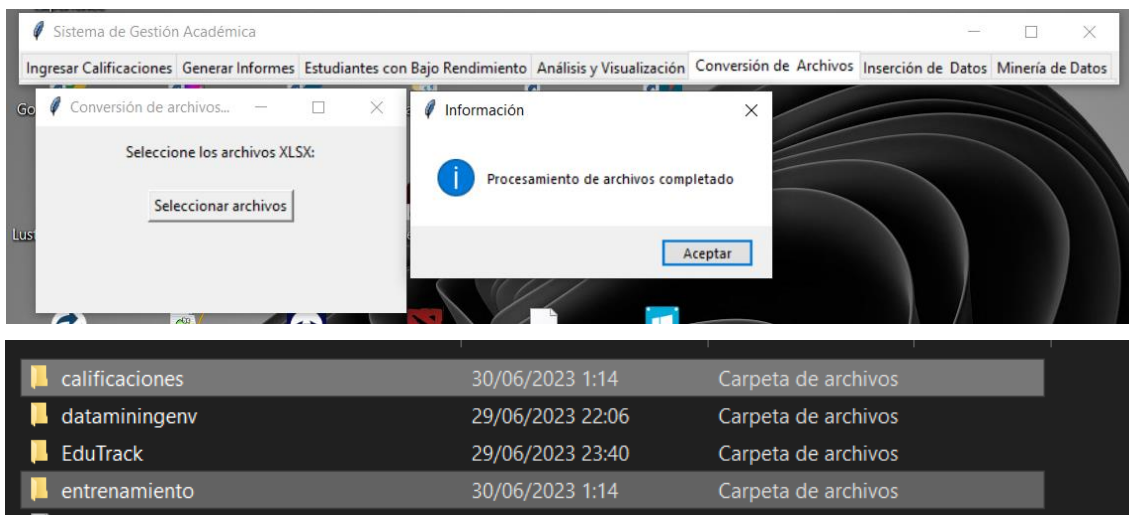 Sistema de Gestión Académica
Ingresar Calificaciones Generar Informes Estudiantes con Bajo Rendimiento Análisis y Visualización Conversión de Archivos Inserción de Datos Minería de Datos
Go
Conversión de archivos...
Seleccione los archivos XLSX:
Seleccionar archivos
Información
Procesamiento de archivos completado
Aceptar
Lus
calificaciones 30/06/2023 1:14 Carpeta de archivos
dataminingenv 29/06/2023 22:06 Carpeta de archivos
EduTrack 29/06/2023 23:40 Carpeta de archivos
entrenamiento 30/06/2023 1:14 Carpeta de archivos